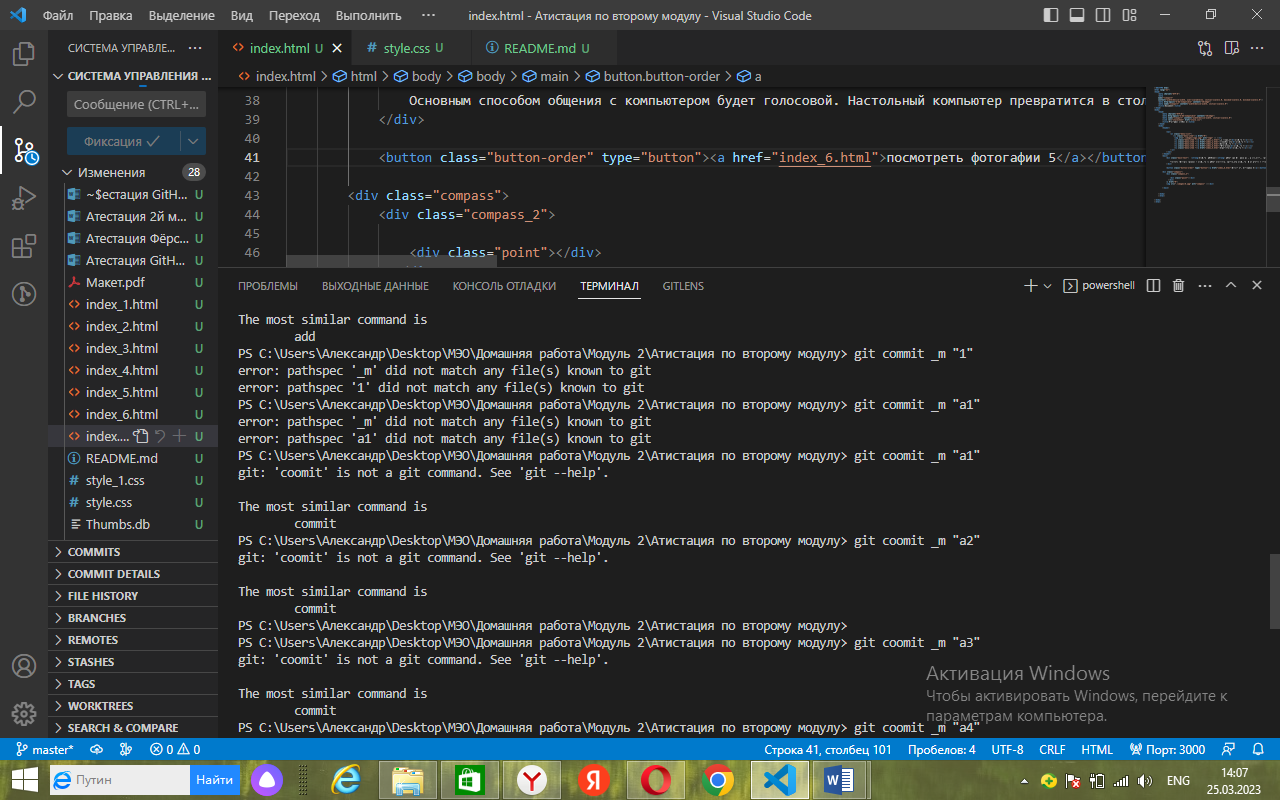 Файл Правка Выделение Вид Переход Выполнить ··· index.html - Атистация по второму модулу - Visual Studio Code
СИСТЕМА УПРАВЛЕ... ···
index.html U
style.css U
README.md U
СИСТЕМА УПРАВЛЕНИЯ ...
index.html > html > body > body > main > button.button-order > a
Сообщение (CTRL+...
Фиксация
Изменения 28
~$естация GitH... U
Атестация 2й м... U
Атестация Фёрс... U
Атестация GitH... U
Макет.pdf U
index_1.html U
index_2.html U
index_3.html U
index_4.html U
index_5.html U
index_6.html U
index.... U
README.md U
style_1.css U
style.css U
Thumbs.db U
COMMITS
COMMIT DETAILS
FILE HISTORY
BRANCHES
REMOTES
STASHES
TAGS
WORKTREES
SEARCH & COMPARE
38 Основным способом общения с компьютером будет голосовой. Настольный компьютер превратится в стол
39 </div>
40
41 <button class="button-order" type="button"><a href="index_6.html">посмотреть фотогафии 5</a></button
42
43 <div class="compass">
44 <div class="compass_2">
45
46 <div class="point"></div>
ПРОБЛЕМЫ ВЫХОДНЫЕ ДАННЫЕ КОНСОЛЬ ОТЛАДКИ ТЕРМИНАЛ GITLENS
powershell
The most similar command is
add
PS C:\Users\Александр\Desktop\МЭО\Домашняя работа\Модуль 2\Атистация по второму модулу> git commit _m "1"
error: pathspec '_m' did not match any file(s) known to git
error: pathspec '1' did not match any file(s) known to git
PS C:\Users\Александр\Desktop\МЭО\Домашняя работа\Модуль 2\Атистация по второму модулу> git commit _m "a1"
error: pathspec '_m' did not match any file(s) known to git
error: pathspec 'a1' did not match any file(s) known to git
PS C:\Users\Александр\Desktop\МЭО\Домашняя работа\Модуль 2\Атистация по второму модулу> git coomit _m "a1"
git: 'coomit' is not a git command. See 'git --help'.
The most similar command is
commit
PS C:\Users\Александр\Desktop\МЭО\Домашняя работа\Модуль 2\Атистация по второму модулу> git coomit _m "a2"
git: 'coomit' is not a git command. See 'git --help'.
The most similar command is
commit
PS C:\Users\Александр\Desktop\МЭО\Домашняя работа\Модуль 2\Атистация по второму модулу>
PS C:\Users\Александр\Desktop\МЭО\Домашняя работа\Модуль 2\Атистация по второму модулу> git coomit _m "a3"
git: 'coomit' is not a git command. See 'git --help'.
The most similar command is
commit
PS C:\Users\Александр\Desktop\МЭО\Домашняя работа\Модуль 2\Атистация по второму модулу> git coomit _m "a4"
Активация Windows
Чтобы активировать Windows, перейдите к
параметрам компьютера.
master* 0 0 Строка 41, столбец 101 Пробелов: 4 UTF-8 CRLF HTML Порт: 3000
Путин Найти
ENG
14:07
25.03.2023